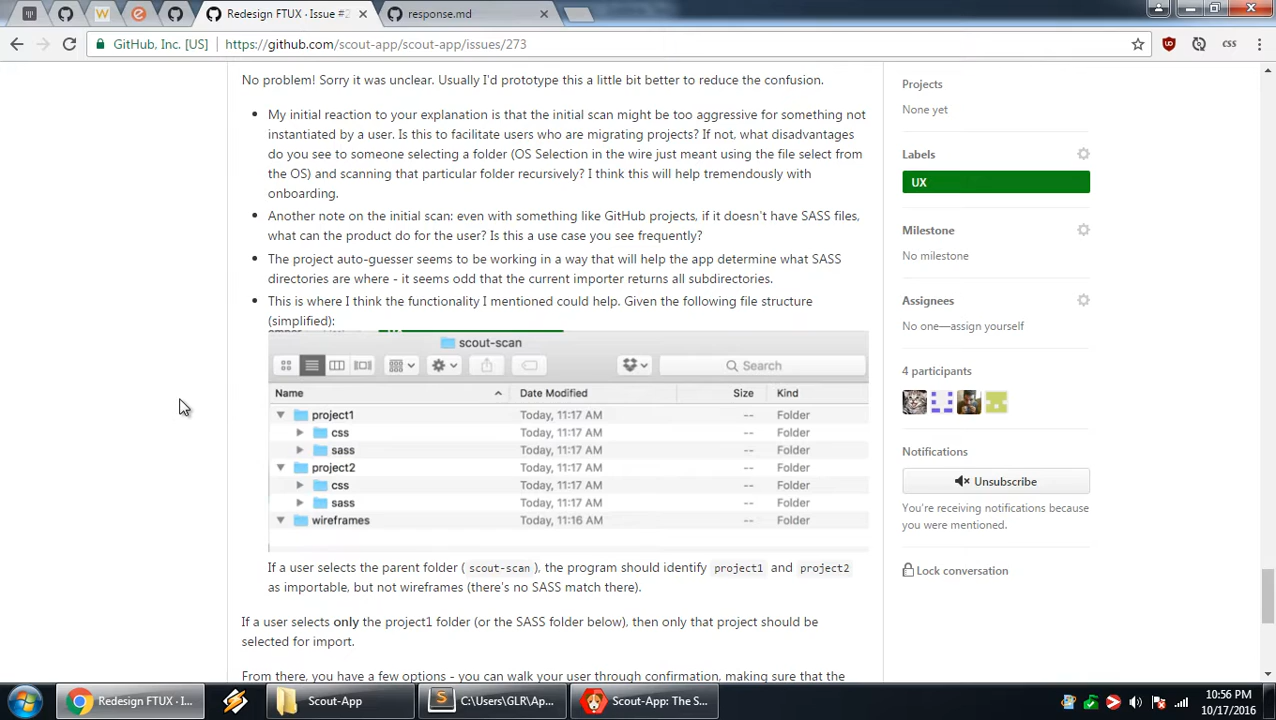 Redesign FTUX · Issue #2
response.md
GitHub, Inc. [US]
https://github.com/scout-app/scout-app/issues/273
css
No problem! Sorry it was unclear. Usually I'd prototype this a little bit better to reduce the confusion.
My initial reaction to your explanation is that the initial scan might be too aggressive for something not
instantiated by a user. Is this to facilitate users who are migrating projects? If not, what disadvantages
do you see to someone selecting a folder (OS Selection in the wire just meant using the file select from
the OS) and scanning that particular folder recursively? I think this will help tremendously with
onboarding.
Another note on the initial scan: even with something like GitHub projects, if it doesn't have SASS files,
what can the product do for the user? Is this a use case you see frequently?
The project auto-guesser seems to be working in a way that will help the app determine what SASS
directories are where - it seems odd that the current importer returns all subdirectories.
This is where I think the functionality I mentioned could help. Given the following file structure
(simplified):
scout-scan
Search
Name Date Modified Size Kind
project1 Today, 11:17 AM -- Folder
css Today, 11:17 AM -- Folder
sass Today, 11:17 AM -- Folder
project2 Today, 11:17 AM -- Folder
css Today, 11:17 AM -- Folder
sass Today, 11:17 AM -- Folder
wireframes Today, 11:16 AM -- Folder
If a user selects the parent folder ( scout-scan ), the program should identify project1 and project2
as importable, but not wireframes (there's no SASS match there).
If a user selects only the project1 folder (or the SASS folder below), then only that project should be
selected for import.
From there, you have a few options - you can walk your user through confirmation, making sure that the
Projects
None yet
Labels
UX
Milestone
No milestone
Assignees
No one—assign yourself
4 participants
Notifications
Unsubscribe
You're receiving notifications because
you were mentioned.
Lock conversation
Redesign FTUX · I...
Scout-App
C:\Users\GLR\Ap...
Scout-App: The S...
10:56 PM
10/17/2016